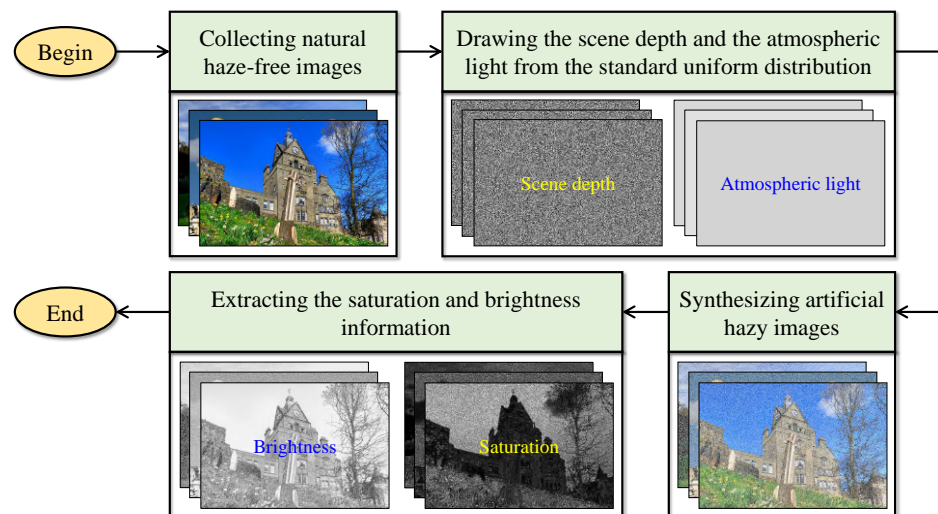 Begin
Collecting natural
haze-free images
Drawing the scene depth and the atmospheric
light from the standard uniform distribution
Scene depth
Atmospheric light
End
Extracting the saturation and brightness
information
Synthesizing artificial
hazy images
Brightness
Saturation